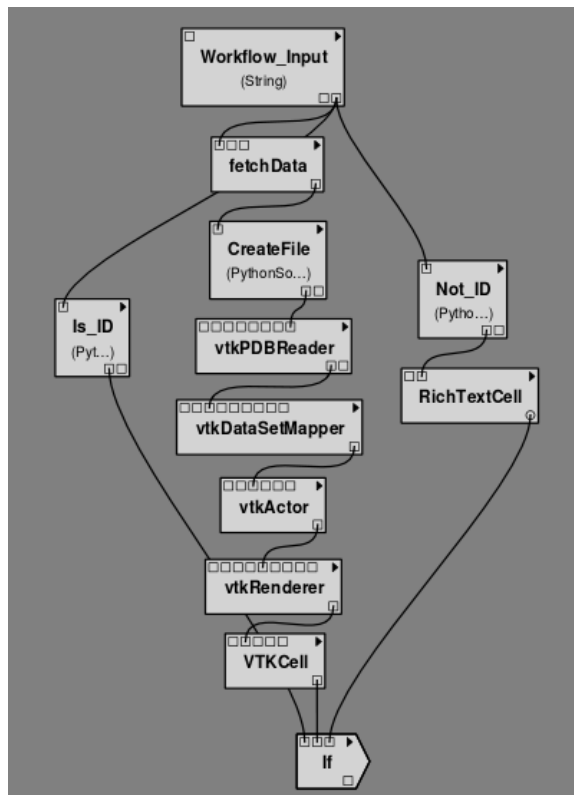 Workflow_Input
(String)
fetchData
CreateFile
(PythonSo...)
Is_ID
(Pyt...)
Not_ID
(Pytho...)
vtkPDBReader
RichTextCell
vtkDataSetMapper
vtkActor
vtkRenderer
VTKCell
If